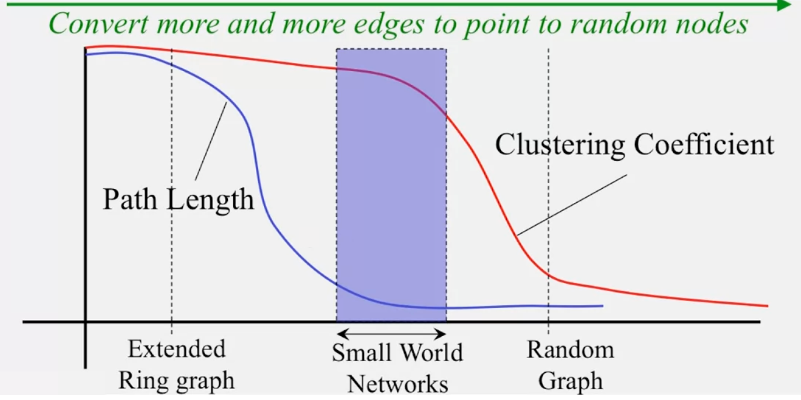 Convert more and more edges to point to random nodes
Clustering Coefficient
Path Length
Extended
Ring graph
Small World
Networks
Random
Graph